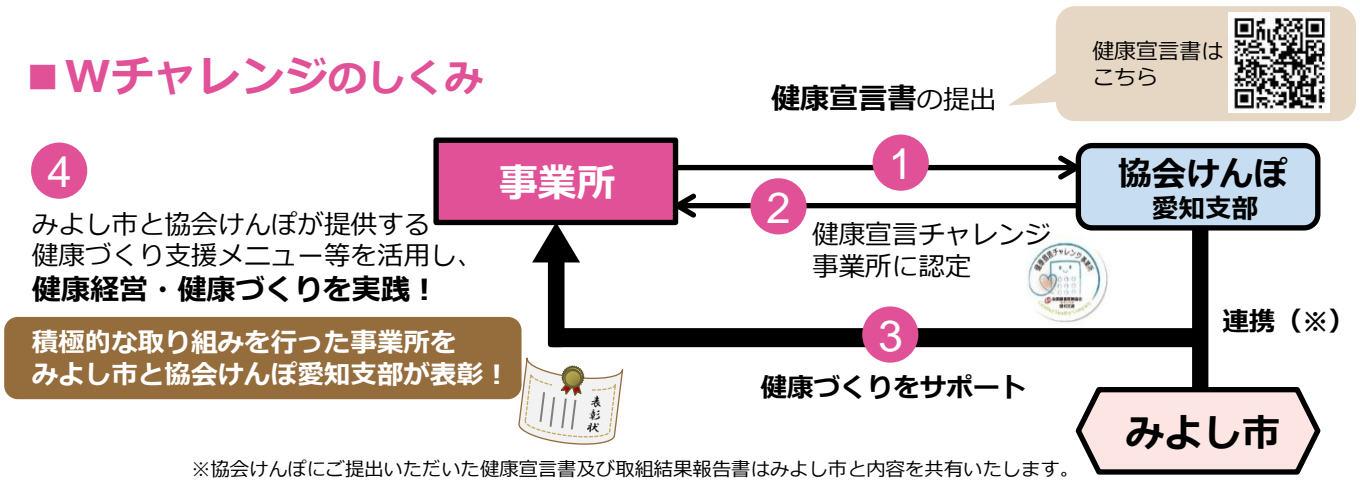 ■Wチャレンジのしくみ
健康宣言書は
こちら
健康宣言書の提出
事業所
1
協会けんぽ
愛知支部
2
健康宣言チャレンジ
事業所に認定
4
みよし市と協会けんぽが提供する
健康づくり支援メニュー等を活用し、
健康経営・健康づくりを実践！
積極的な取り組みを行った事業所を
みよし市と協会けんぽ愛知支部が表彰！
表彰状
3
健康づくりをサポート
連携（※）
みよし市
※協会けんぽにご提出いただいた健康宣言書及び取組結果報告書はみよし市と内容を共有いたします。